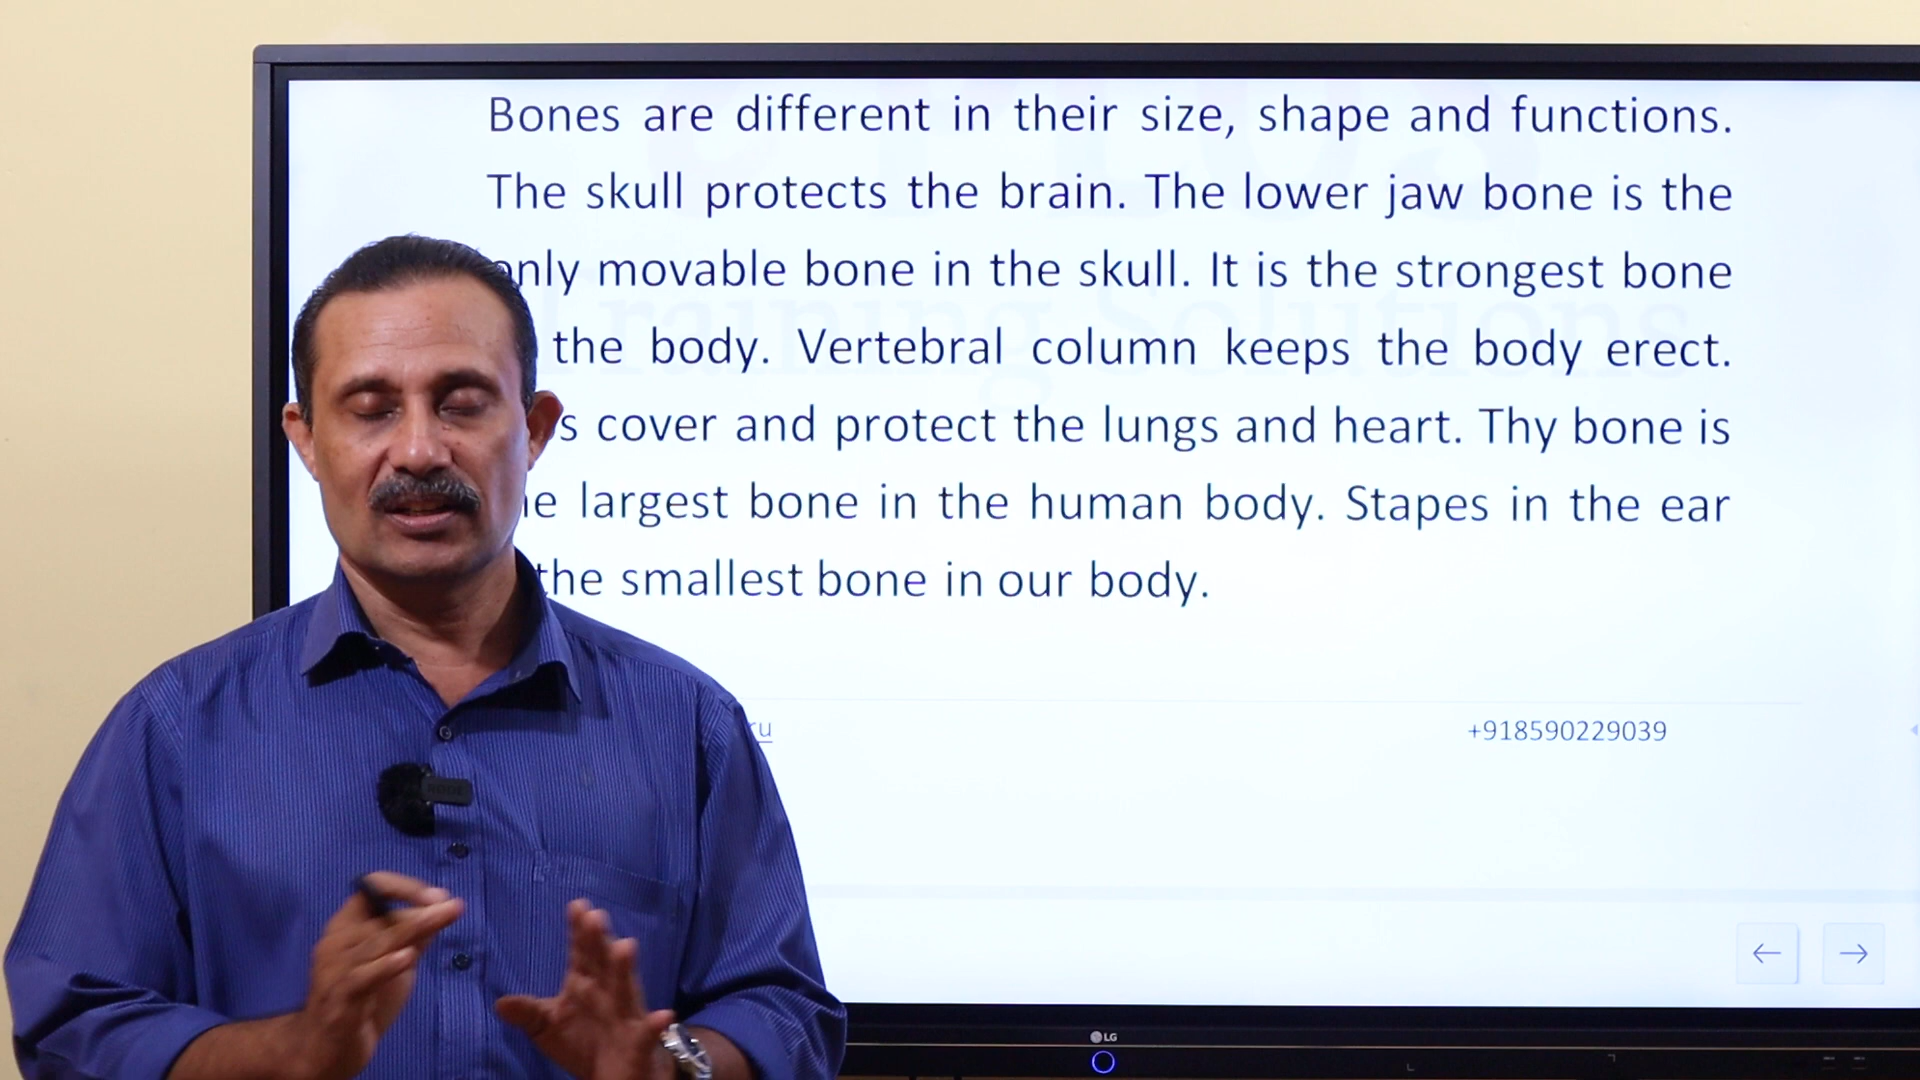 Bones are different in their size, shape and functions.
The skull protects the brain. The lower jaw bone is the
only movable bone in the skull. It is the strongest bone
the body. Vertebral column keeps the body erect.
cover and protect the lungs and heart. Thy bone is
largest bone in the human body. Stapes in the ear
the smallest bone in our body.
+918590229039
Training Solutions
LG